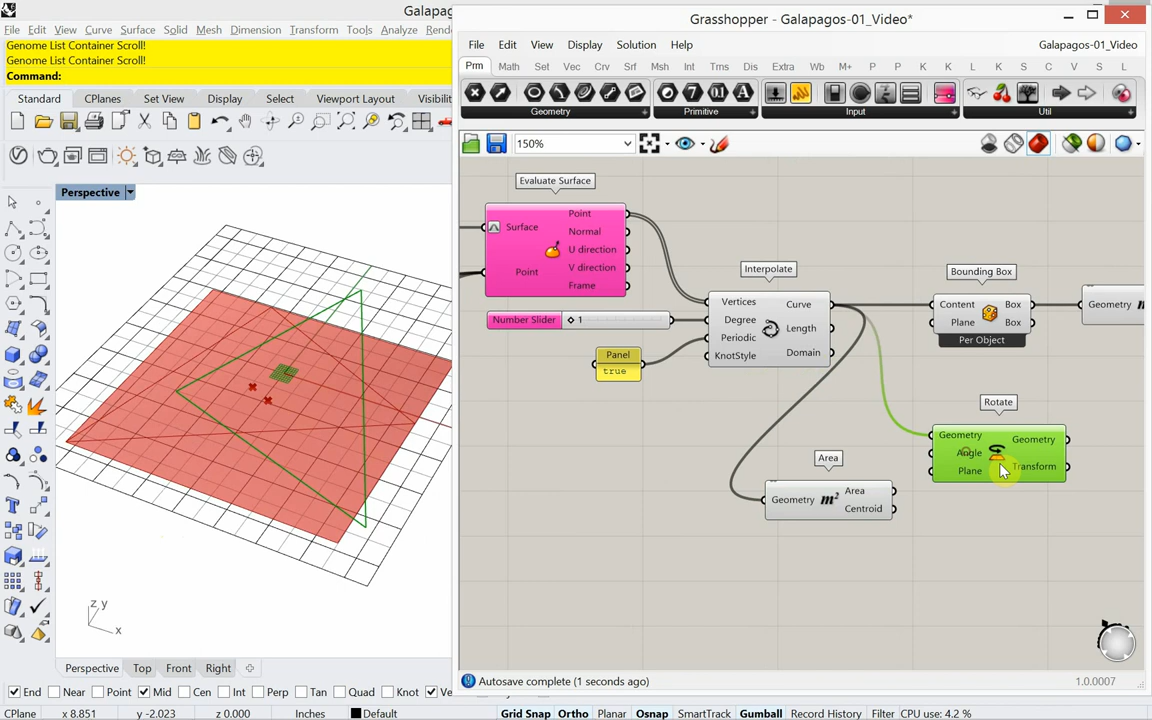 Galapa
File Edit View Curve Surface Solid Mesh Dimension Transform Tools Analyze Rend
Genome List Container Scroll!
Genome List Container Scroll!
Command:
Standard CPlanes Set View Display Select Viewport Layout Visibili
Perspective
z y
x
Perspective Top Front Right
End Near Point Mid Cen Int Perp Tan Quad Knot Ve
CPlane x 8.851 y -2.023 z 0.000 Inches Default Grid Snap Ortho Planar Osnap SmartTrack Gumball Record History Filter CPU use: 4.2 %
Grasshopper - Galapagos-01_Video*
File Edit View Display Solution Help Galapagos-01_Video
Prm Math Set Vec Crv Srf Msh Int Trns Dis Extra Urban M+ P P K K L K S C V S L
Geometry Primitive Input Util
150%
Evaluate Surface
Surface
Point
Point
Normal
U direction
V direction
Frame
Number Slider 1
Panel
true
Interpolate
Vertices
Degree
Periodic
KnotStyle
Curve
Length
Domain
Bounding Box
Content
Plane
Box
Box
Per Object
Geometry
Rotate
Geometry
Angle
Plane
Geometry
Transform
Area
Geometry m²
Area
Centroid
Autosave complete (1 seconds ago)
1.0.0007